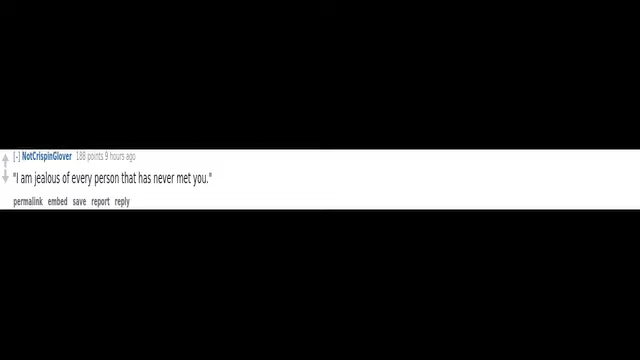 [-] NotCrispinGlover 188 points 9 hours ago
"I am jealous of every person that has never met you."
permalink embed save report reply